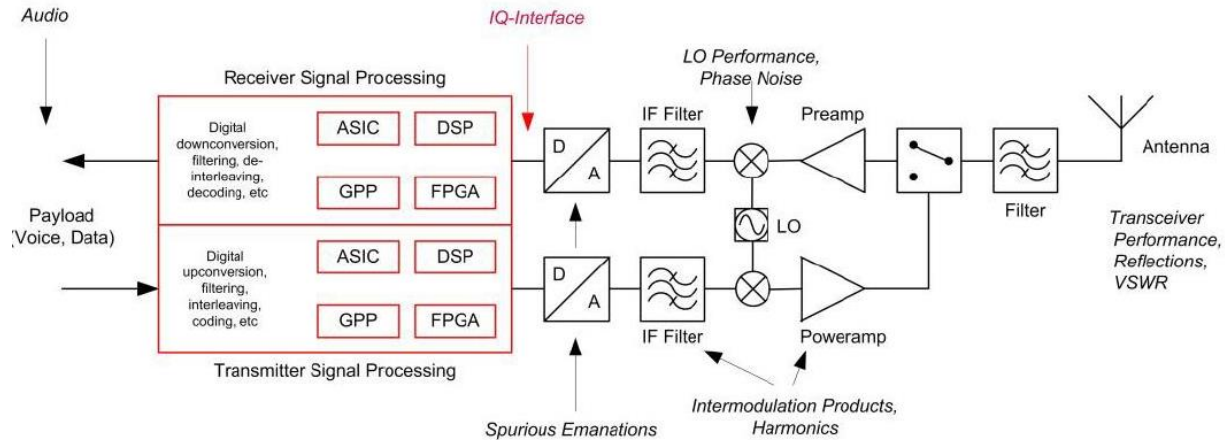 Audio
IQ-Interface
LO Performance,
Phase Noise
Receiver Signal Processing
Digital
downconversion,
filtering, de-
interleaving,
decoding, etc
ASIC
DSP
GPP
FPGA
D
A
IF Filter
Preamp
Antenna
Filter
LO
Payload
(Voice, Data)
Transceiver
Performance,
Reflections,
VSWR
Digital
upconversion,
filtering,
interleaving,
coding, etc
ASIC
DSP
GPP
FPGA
D
A
IF Filter
Poweramp
Transmitter Signal Processing
Spurious Emanations
Intermodulation Products,
Harmonics